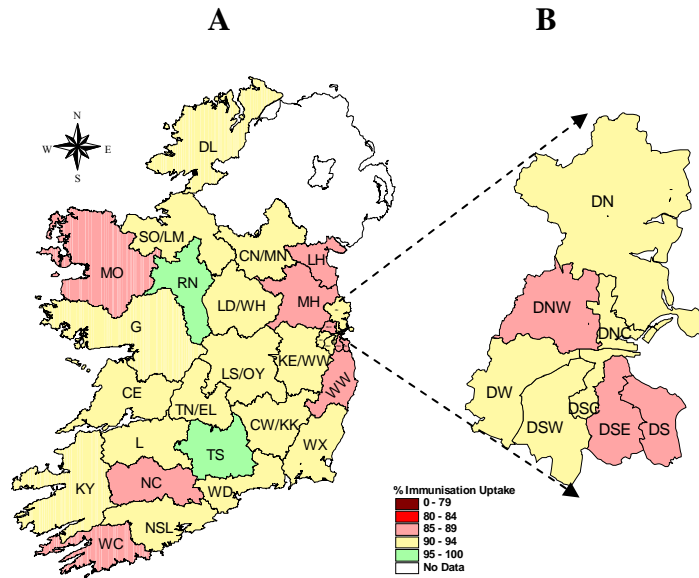 A
B
N
W E
S
DL
SO/LM
CN/MN
LH
MO
RN
MH
LD/WH
G
KE/WW
LS/OY
WW
CE
TN/EL
CW/KK
L
TS
WX
KY
NC
WD
NSL
WC
DN
DNW
DNC
DW
DSC
DSW
DSE
DS
% Immunisation Uptake
0 - 79
80 - 84
85 - 89
90 - 94
95 - 100
No Data